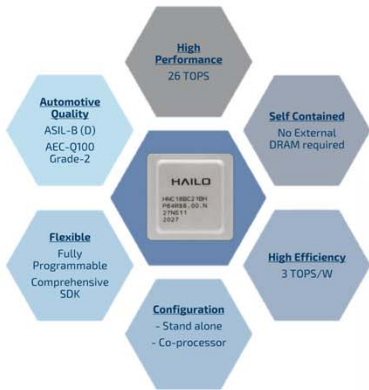 High
Performance
26 TOPS
Automotive
Quality
ASIL-B (D)
AEC-Q100
Grade-2
Self Contained
No External
DRAM required
HAILO
2027
Flexible
Fully
Programmable
Comprehensive
SDK
High Efficiency
3 TOPS/W
Configuration
- Stand alone
- Co-processor